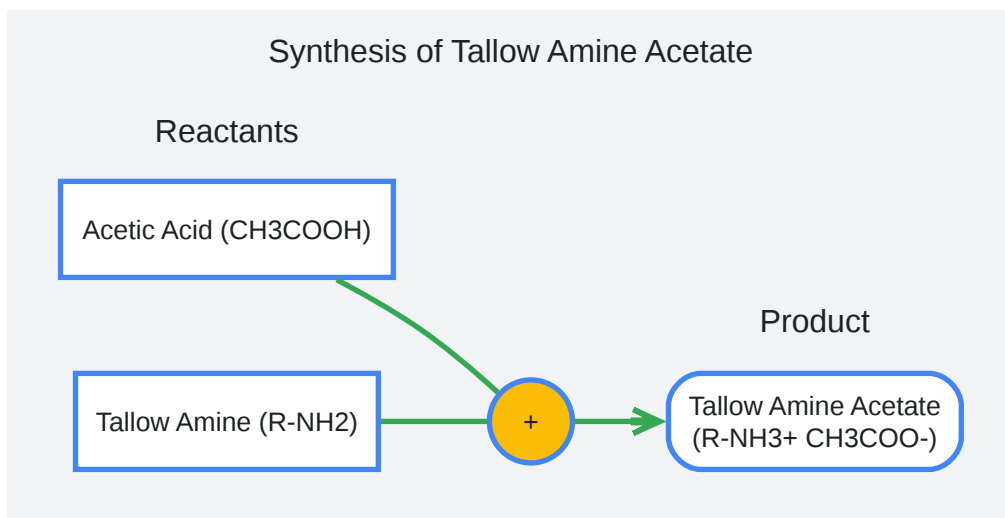 Synthesis of Tallow Amine Acetate
Reactants
Acetic Acid (CH3COOH)
Product
Tallow Amine (R-NH2)
+
Tallow Amine Acetate
(R-NH3+ CH3COO-)